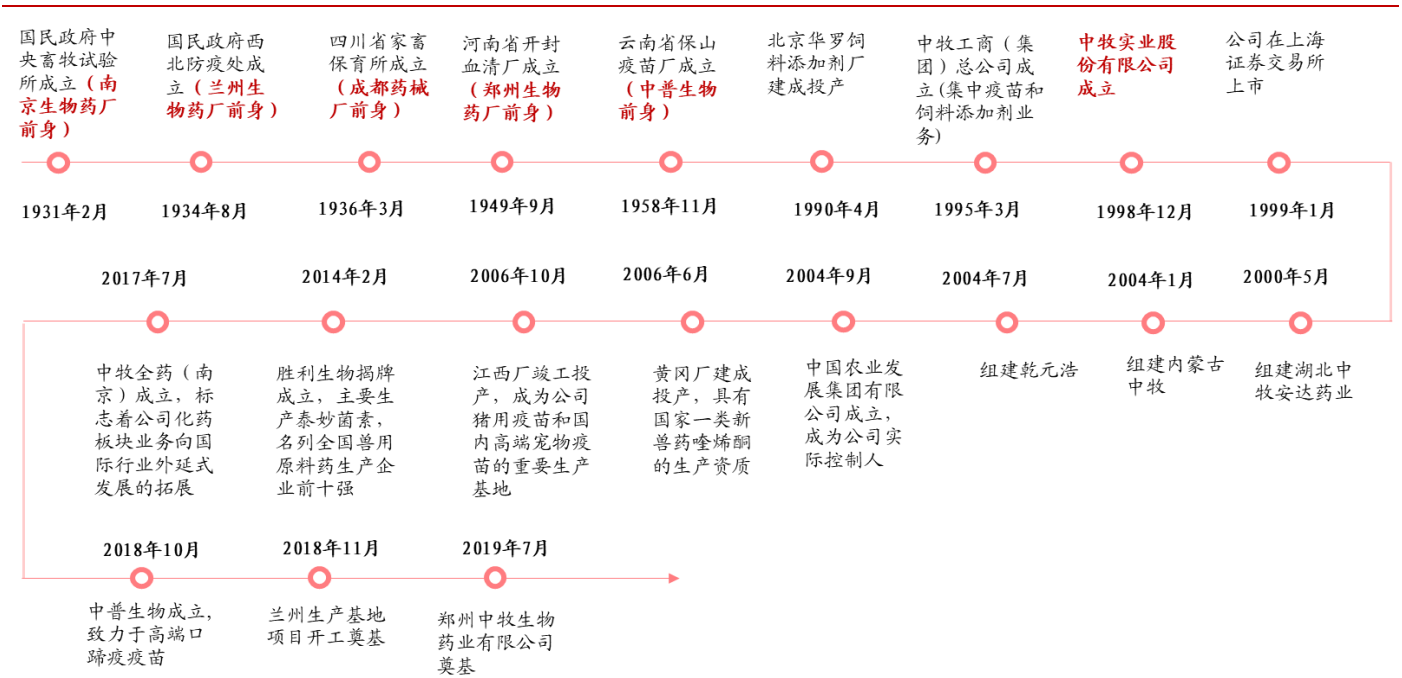 国民政府中
央畜牧试验
所成立（南
京生物药厂
前身）
国民政府西
北防疫处成
立（兰州生
物药厂前身）
四川省家畜
保育所成立
（成都药械
厂前身）
河南省开封
血清厂成立
（郑州生物
药厂前身）
云南省保山
疫苗厂成立
（中普生物
前身）
北京华罗饲
料添加剂厂
建成投产
中牧工商（集
团）总公司成
立(集中疫苗和
饲料添加剂业
务)
中牧实业股
份有限公司
成立
公司在上海
证券交易所
上市
1931年2月
1934年8月
1936年3月
1949年9月
1958年11月
1990年4月
1995年3月
1998年12月
1999年1月
2017年7月
2014年2月
2006年10月
2006年6月
2004年9月
2004年7月
2004年1月
2000年5月
中牧全药（南
京）成立，标
志着公司化药
板块业务向国
际行业外延式
发展的拓展
胜利生物揭牌
成立，主要生
产泰妙菌素，
名列全国兽用
原料药生产企
业前十强
江西厂竣工投
产，成为公司
猪用疫苗和国
内高端宠物疫
苗的重要生产
基地
黄冈厂建成
投产，具有
国家一类新
兽药喹烯酮
的生产资质
中国农业发
展集团有限
公司成立，
成为公司实
际控制人
组建乾元浩
组建内蒙古
中牧
组建湖北中
牧安达药业
2018年10月
2018年11月
2019年7月
中普生物成立，
致力于高端口
蹄疫疫苗
兰州生产基地
项目开工奠基
郑州中牧生物
药业有限公司
奠基